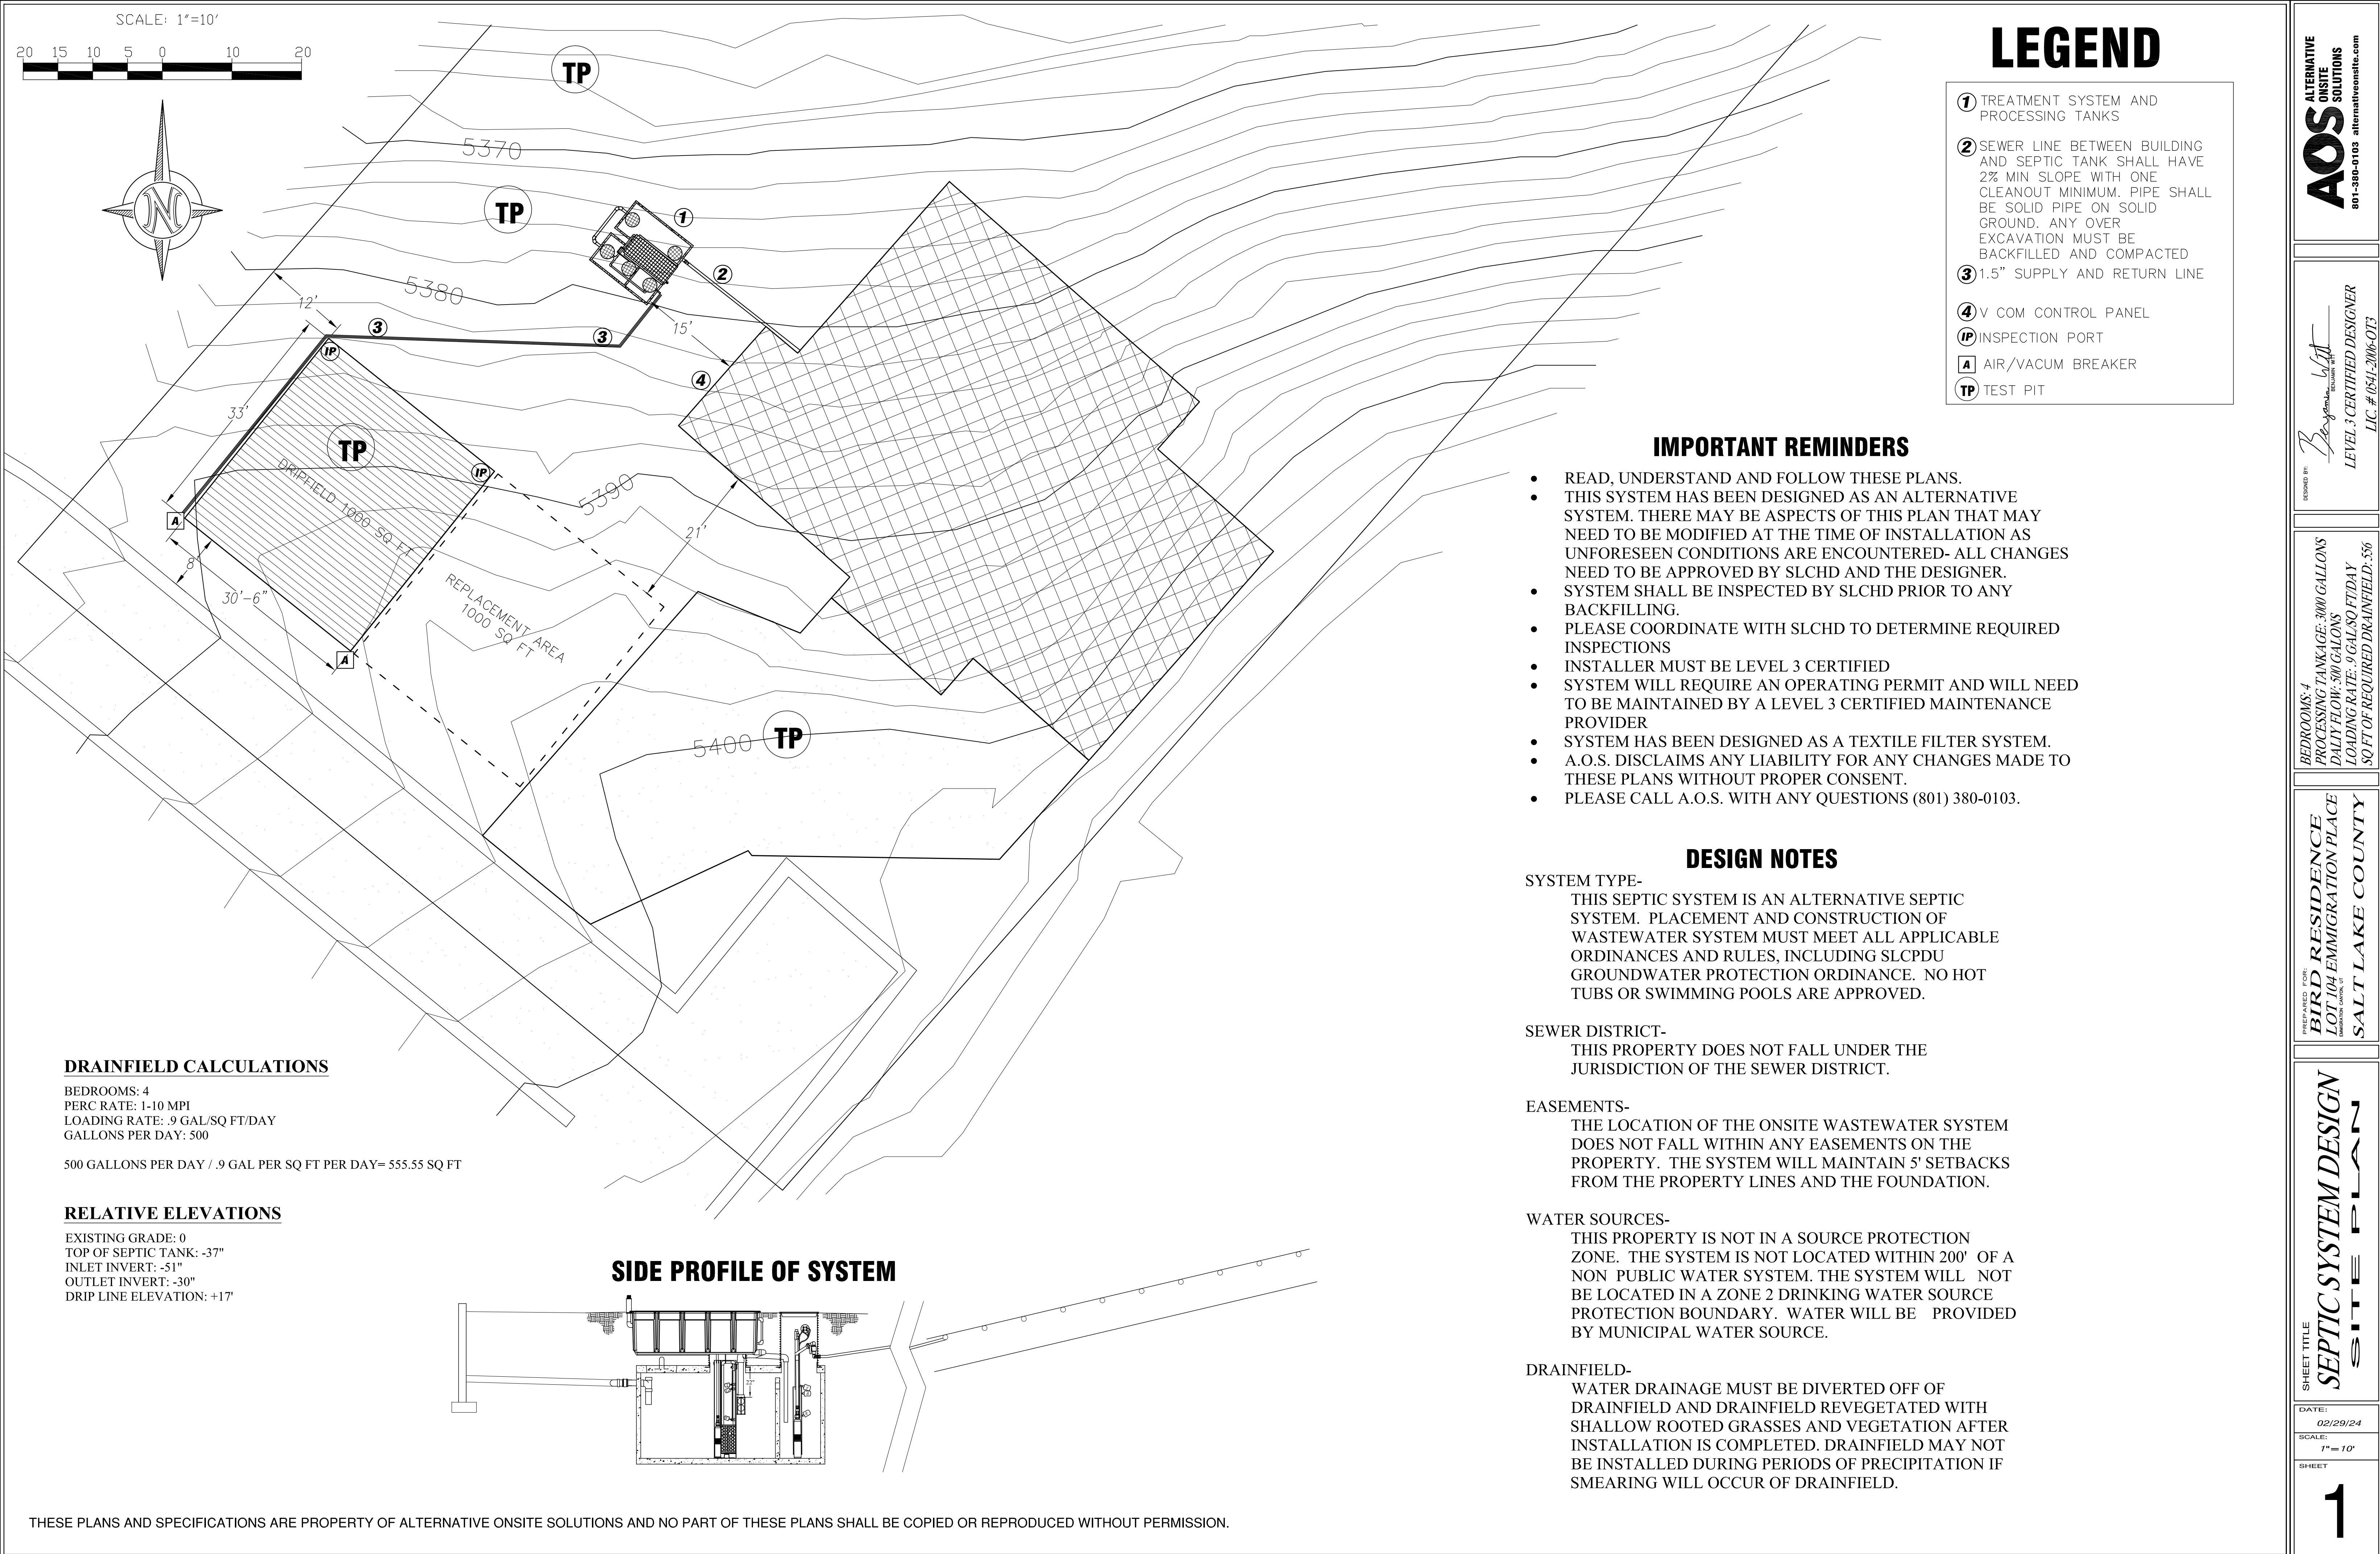 SCALE: 1"=10'
20 15 10 5 0 10 20
N
TP
5370
TP
1
2
5380
12'
3
3
15'
4
IP
33'
TP
IP
DRIPFIELD 1000 SQ FT
5390
A
21'
8'
30'-6"
REPLACEMENT AREA
1000 SQ FT
A
5400
TP
LEGEND
1 TREATMENT SYSTEM AND
PROCESSING TANKS
2 SEWER LINE BETWEEN BUILDING
AND SEPTIC TANK SHALL HAVE
2% MIN SLOPE WITH ONE
CLEANOUT MINIMUM. PIPE SHALL
BE SOLID PIPE ON SOLID
GROUND. ANY OVER
EXCAVATION MUST BE
BACKFILLED AND COMPACTED
3 1.5" SUPPLY AND RETURN LINE
4 V COM CONTROL PANEL
IP INSPECTION PORT
A AIR/VACUM BREAKER
TP TEST PIT
IMPORTANT REMINDERS
• READ, UNDERSTAND AND FOLLOW THESE PLANS.
• THIS SYSTEM HAS BEEN DESIGNED AS AN ALTERNATIVE
SYSTEM. THERE MAY BE ASPECTS OF THIS PLAN THAT MAY
NEED TO BE MODIFIED AT THE TIME OF INSTALLATION AS
UNFORESEEN CONDITIONS ARE ENCOUNTERED- ALL CHANGES
NEED TO BE APPROVED BY SLCHD AND THE DESIGNER.
• SYSTEM SHALL BE INSPECTED BY SLCHD PRIOR TO ANY
BACKFILLING.
• PLEASE COORDINATE WITH SLCHD TO DETERMINE REQUIRED
INSPECTIONS
• INSTALLER MUST BE LEVEL 3 CERTIFIED
• SYSTEM WILL REQUIRE AN OPERATING PERMIT AND WILL NEED
TO BE MAINTAINED BY A LEVEL 3 CERTIFIED MAINTENANCE
PROVIDER
• SYSTEM HAS BEEN DESIGNED AS A TEXTILE FILTER SYSTEM.
• A.O.S. DISCLAIMS ANY LIABILITY FOR ANY CHANGES MADE TO
THESE PLANS WITHOUT PROPER CONSENT.
• PLEASE CALL A.O.S. WITH ANY QUESTIONS (801) 380-0103.
DESIGN NOTES
SYSTEM TYPE-
THIS SEPTIC SYSTEM IS AN ALTERNATIVE SEPTIC
SYSTEM. PLACEMENT AND CONSTRUCTION OF
WASTEWATER SYSTEM MUST MEET ALL APPLICABLE
ORDINANCES AND RULES, INCLUDING SLCPDU
GROUNDWATER PROTECTION ORDINANCE. NO HOT
TUBS OR SWIMMING POOLS ARE APPROVED.
SEWER DISTRICT-
THIS PROPERTY DOES NOT FALL UNDER THE
JURISDICTION OF THE SEWER DISTRICT.
EASEMENTS-
THE LOCATION OF THE ONSITE WASTEWATER SYSTEM
DOES NOT FALL WITHIN ANY EASEMENTS ON THE
PROPERTY. THE SYSTEM WILL MAINTAIN 5' SETBACKS
FROM THE PROPERTY LINES AND THE FOUNDATION.
WATER SOURCES-
THIS PROPERTY IS NOT IN A SOURCE PROTECTION
ZONE. THE SYSTEM IS NOT LOCATED WITHIN 200' OF A
NON PUBLIC WATER SYSTEM. THE SYSTEM WILL NOT
BE LOCATED IN A ZONE 2 DRINKING WATER SOURCE
PROTECTION BOUNDARY. WATER WILL BE PROVIDED
BY MUNICIPAL WATER SOURCE.
DRAINFIELD-
WATER DRAINAGE MUST BE DIVERTED OFF OF
DRAINFIELD AND DRAINFIELD REVEGETATED WITH
SHALLOW ROOTED GRASSES AND VEGETATION AFTER
INSTALLATION IS COMPLETED. DRAINFIELD MAY NOT
BE INSTALLED DURING PERIODS OF PRECIPITATION IF
SMEARING WILL OCCUR OF DRAINFIELD.
DRAINFIELD CALCULATIONS
BEDROOMS: 4
PERC RATE: 1-10 MPI
LOADING RATE: .9 GAL/SQ FT/DAY
GALLONS PER DAY: 500
500 GALLONS PER DAY / .9 GAL PER SQ FT PER DAY= 555.55 SQ FT
RELATIVE ELEVATIONS
EXISTING GRADE: 0
TOP OF SEPTIC TANK: -37"
INLET INVERT: -51"
OUTLET INVERT: -30"
DRIP LINE ELEVATION: +17'
SIDE PROFILE OF SYSTEM
THESE PLANS AND SPECIFICATIONS ARE PROPERTY OF ALTERNATIVE ONSITE SOLUTIONS AND NO PART OF THESE PLANS SHALL BE COPIED OR REPRODUCED WITHOUT PERMISSION.
AOS ALTERNATIVE
ONSITE
SOLUTIONS
801-380-0103 alternativeonsite.com
DESIGNED BY:
Benjamin Witt
BENJAMIN WITT
LEVEL 3 CERTIFIED DESIGNER
LIC. # 0541-2006-OT3
BEDROOMS: 4
PROCESSING TANKAGE: 3000 GALLONS
DALIY FLOW: 500 GALONS
LOADING RATE: .9 GAL/SQ FT/DAY
SQ FT OF REQUIRED DRAINFIELD: 556
PREPARED FOR:
BIRD RESIDENCE
LOT 104 EMMIGRATION PLACE
EMMIGRATION CANYON, UT
SALT LAKE COUNTY
SHEET TITLE
SEPTIC SYSTEM DESIGN
SITE PLAN
DATE:
02/29/24
SCALE:
1"=10'
SHEET
1